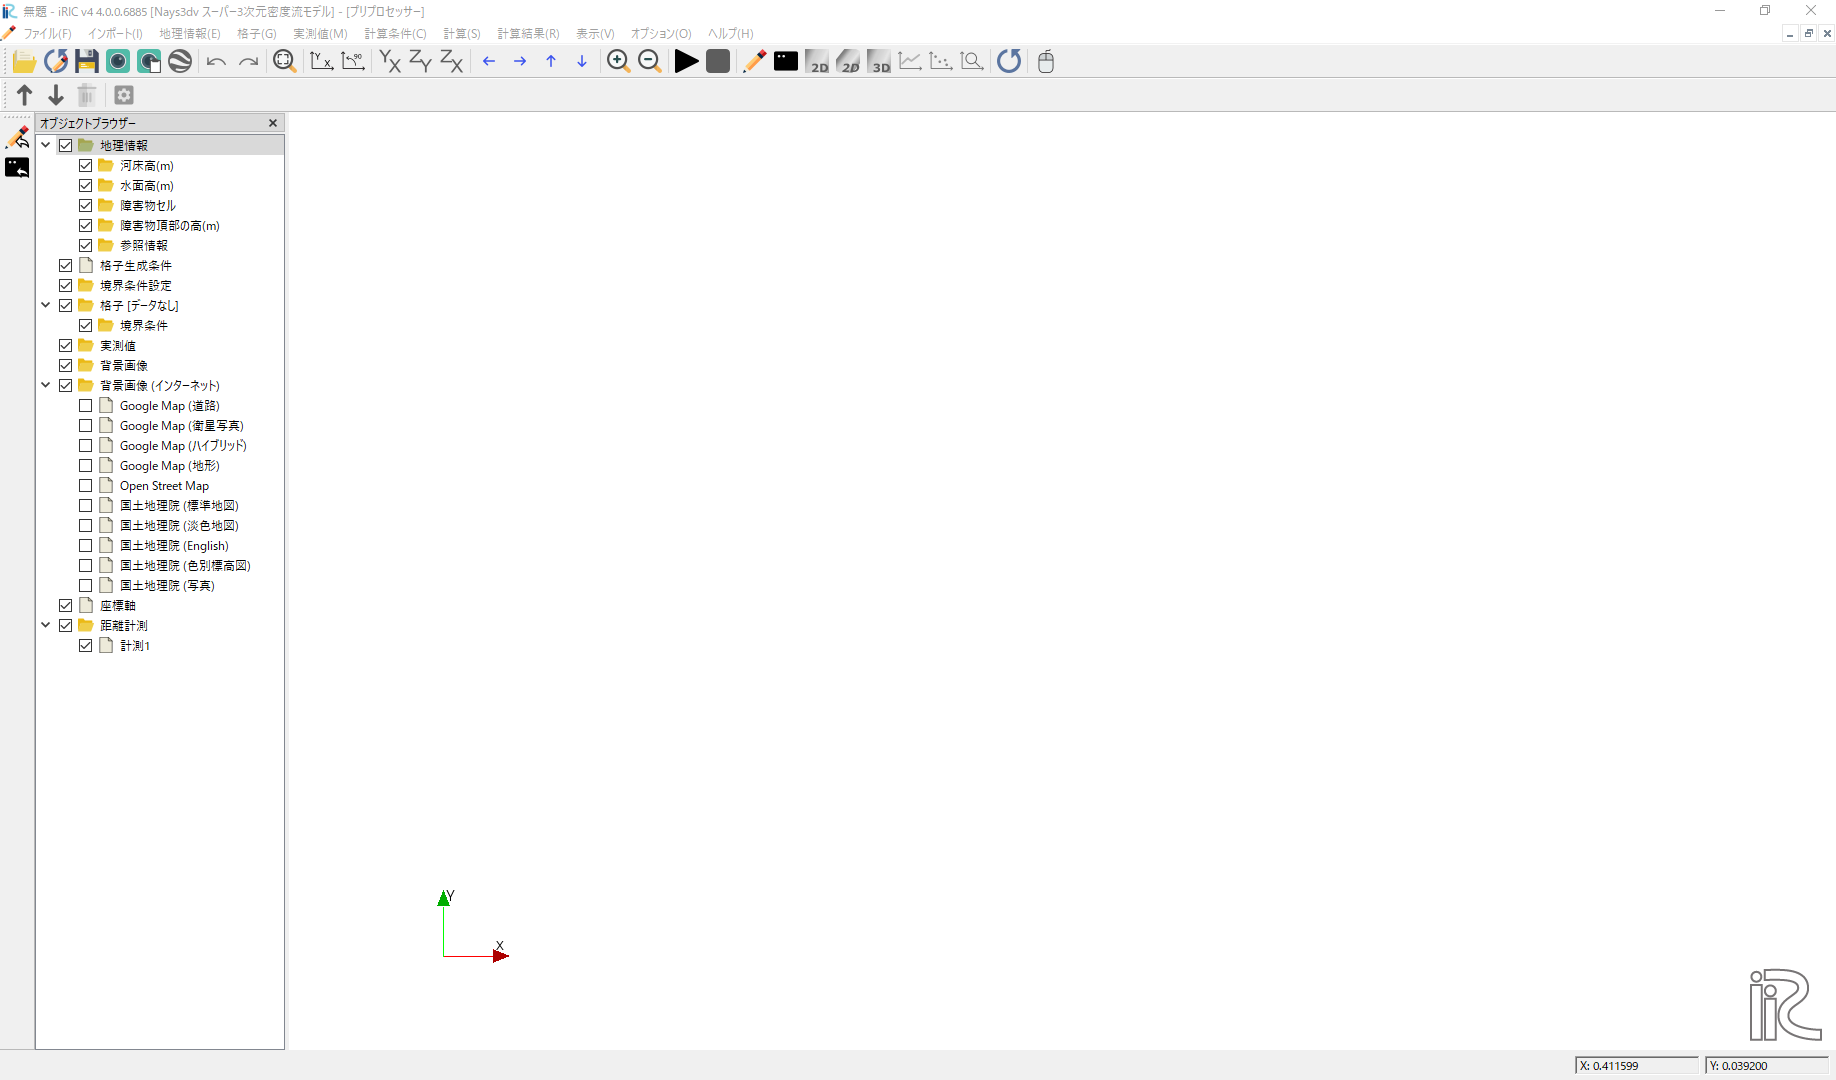 無題 - iRIC v4 4.0.0.6885 [Nays3dv スーパー3次元密度流モデル] - [プリプロセッサー]
ファイル(F) インポート(I) 地理情報(E) 格子(G) 実測値(M) 計算条件(C) 計算(S) 計算結果(R) 表示(V) オプション(O) ヘルプ(H)
Y X 90 YX ZY ZX 2D 2D 3D
オブジェクトブラウザー
地理情報
河床高(m)
水面高(m)
障害物セル
障害物頂部の高(m)
参照情報
格子生成条件
境界条件設定
格子 [データなし]
境界条件
実測値
背景画像
背景画像 (インターネット)
Google Map (道路)
Google Map (衛星写真)
Google Map (ハイブリッド)
Google Map (地形)
Open Street Map
国土地理院 (標準地図)
国土地理院 (淡色地図)
国土地理院 (English)
国土地理院 (色別標高図)
国土地理院 (写真)
座標軸
距離計測
計測1
Y
X
iRIC
X: 0.411599 Y: 0.039200